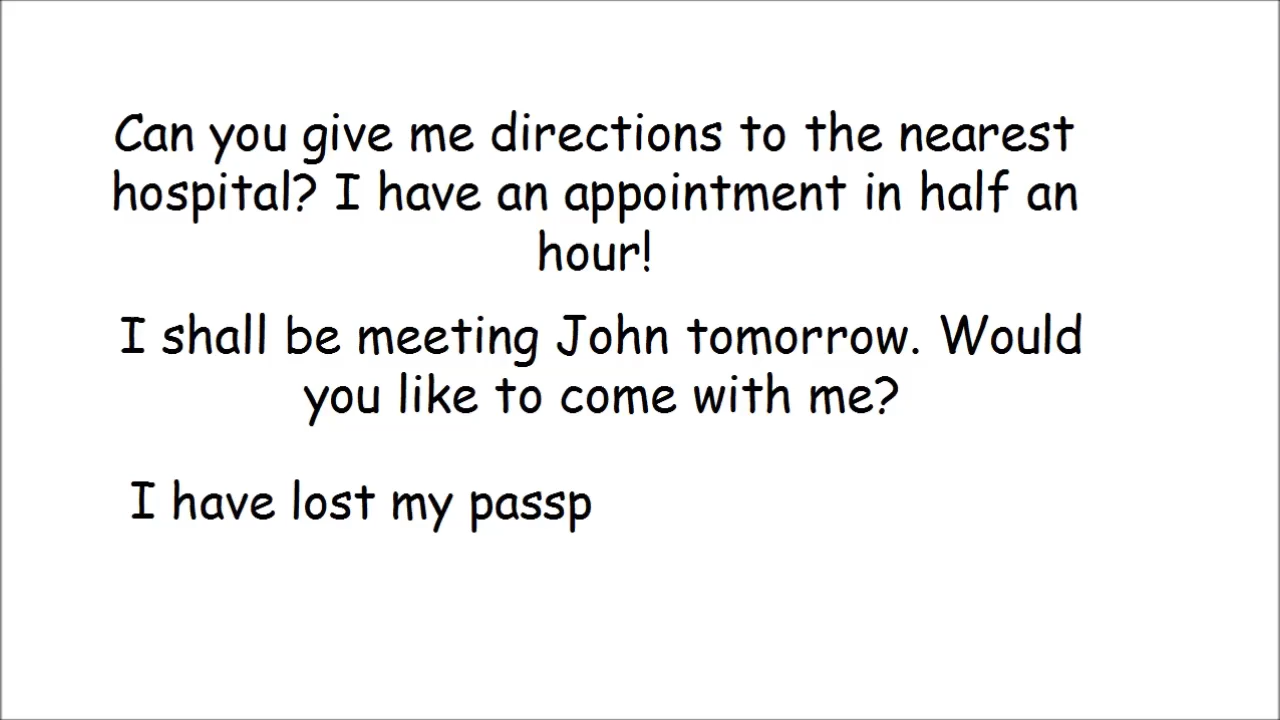 Can you give me directions to the nearest
hospital? I have an appointment in half an
hour!
I shall be meeting John tomorrow. Would
you like to come with me?
I have lost my passp